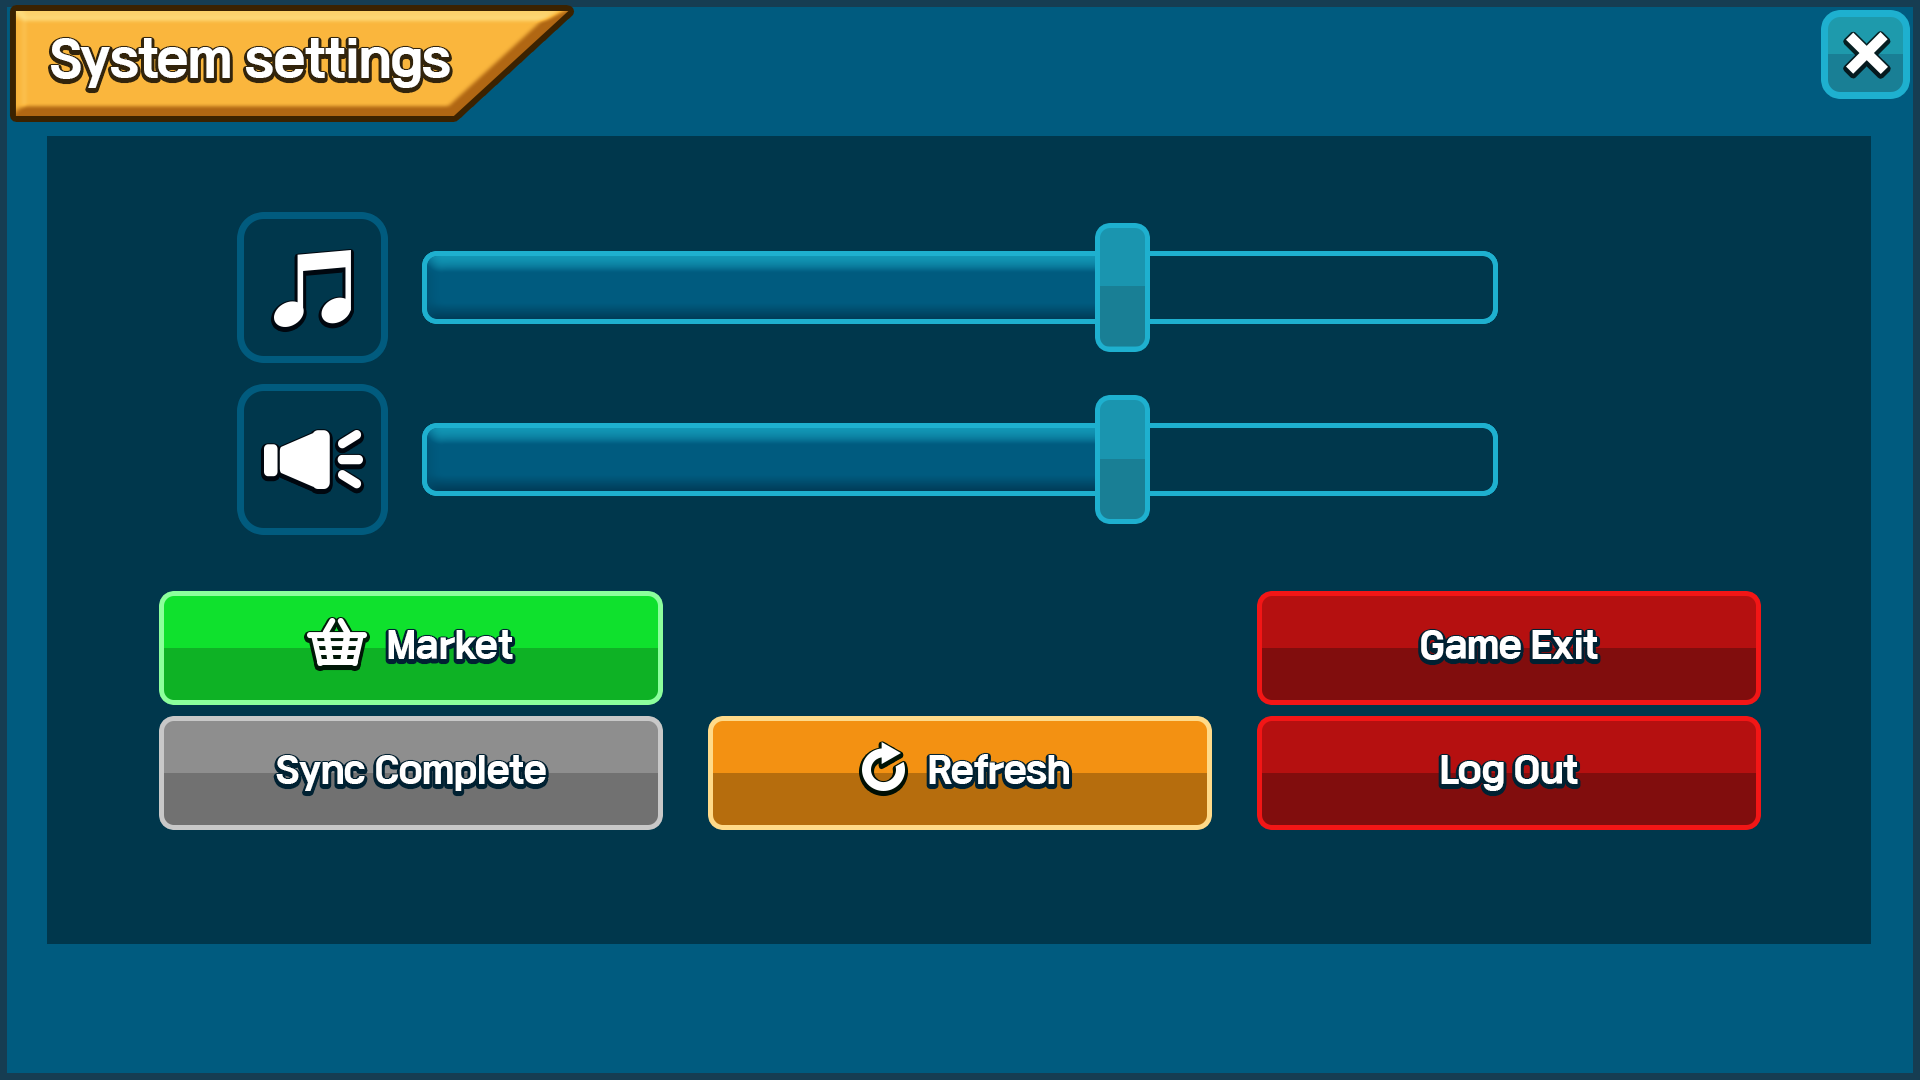 System settings
Market
Game Exit
Sync Complete
Refresh
Log Out